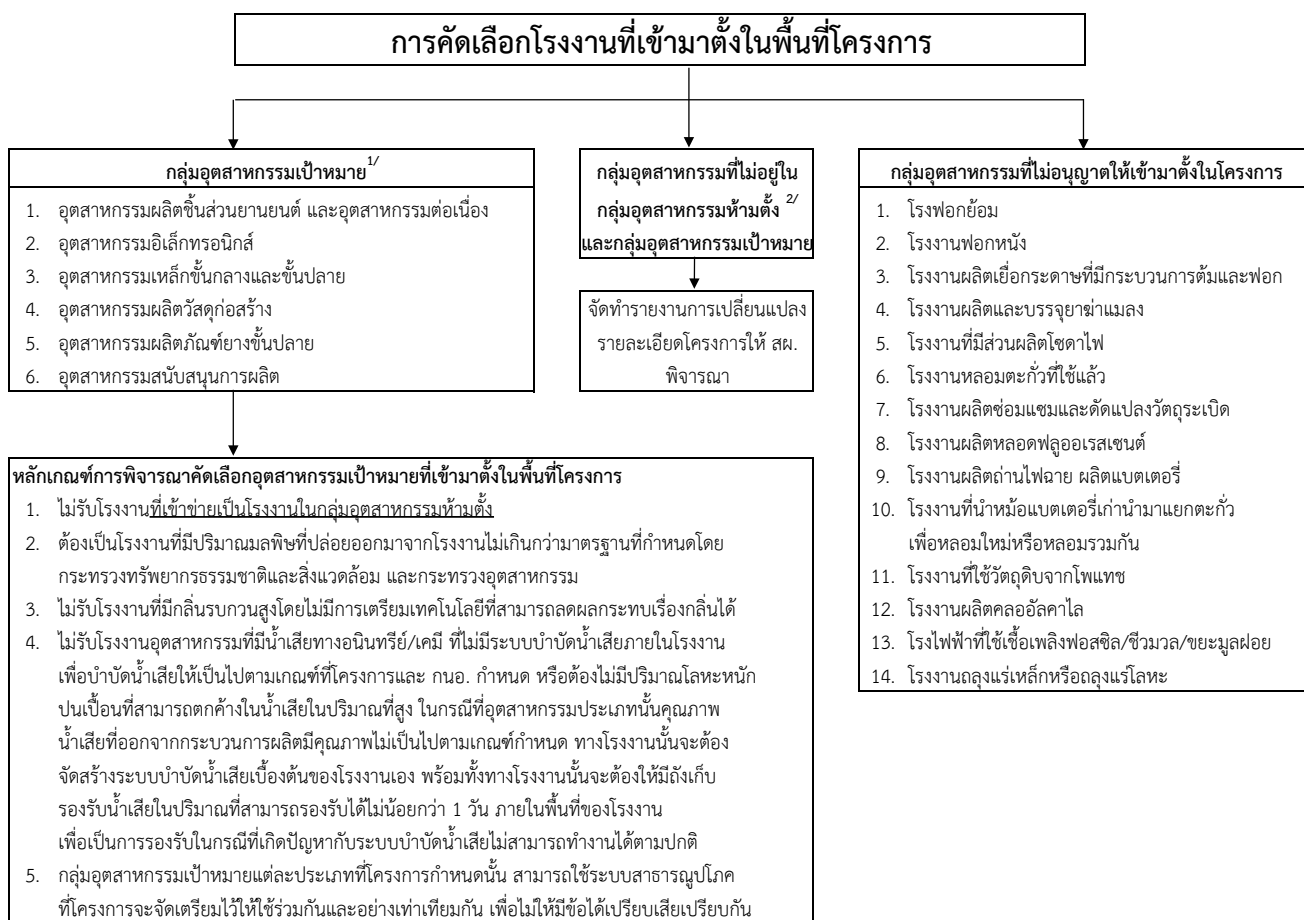 การคัดเลือกโรงงานที่เข้ามาตั้งในพื้นที่โครงการ
กลุ่มอุตสาหกรรมเป้าหมาย 1/
1. อุตสาหกรรมผลิตชิ้นส่วนยานยนต์ และอุตสาหกรรมต่อเนื่อง
2. อุตสาหกรรมอิเล็กทรอนิกส์
3. อุตสาหกรรมเหล็กขั้นกลางและขั้นปลาย
4. อุตสาหกรรมผลิตวัสดุก่อสร้าง
5. อุตสาหกรรมผลิตภัณฑ์ยางขั้นปลาย
6. อุตสาหกรรมสนับสนุนการผลิต
กลุ่มอุตสาหกรรมที่ไม่อยู่ใน
กลุ่มอุตสาหกรรมห้ามตั้ง 2/
และกลุ่มอุตสาหกรรมเป้าหมาย
จัดทำรายงานการเปลี่ยนแปลง
รายละเอียดโครงการให้ สผ.
พิจารณา
กลุ่มอุตสาหกรรมที่ไม่อนุญาตให้เข้ามาตั้งในโครงการ
1. โรงฟอกย้อม
2. โรงงานฟอกหนัง
3. โรงงานผลิตเยื่อกระดาษที่มีกระบวนการต้มและฟอก
4. โรงงานผลิตและบรรจุยาฆ่าแมลง
5. โรงงานที่มีส่วนผลิตโซดาไฟ
6. โรงงานหลอมตะกั่วที่ใช้แล้ว
7. โรงงานผลิตซ่อมแซมและดัดแปลงวัตถุระเบิด
8. โรงงานผลิตหลอดฟลูออเรสเซนต์
9. โรงงานผลิตถ่านไฟฉาย ผลิตแบตเตอรี่
10. โรงงานที่นำหม้อแบตเตอรี่เก่านำมาแยกตะกั่ว
เพื่อหลอมใหม่หรือหลอมรวมกัน
11. โรงงานที่ใช้วัตถุดิบจากโพแทช
12. โรงงานผลิตคลออัลคาไล
13. โรงไฟฟ้าที่ใช้เชื้อเพลิงฟอสซิล/ชีวมวล/ขยะมูลฝอย
14. โรงงานถลุงแร่เหล็กหรือถลุงแร่โลหะ
หลักเกณฑ์การพิจารณาคัดเลือกอุตสาหกรรมเป้าหมายที่เข้ามาตั้งในพื้นที่โครงการ
1. ไม่รับโรงงานที่เข้าข่ายเป็นโรงงานในกลุ่มอุตสาหกรรมห้ามตั้ง
2. ต้องเป็นโรงงานที่มีปริมาณมลพิษที่ปล่อยออกมาจากโรงงานไม่เกินกว่ามาตรฐานที่กำหนดโดย
กระทรวงทรัพยากรธรรมชาติและสิ่งแวดล้อม และกระทรวงอุตสาหกรรม
3. ไม่รับโรงงานที่มีกลิ่นรบกวนสูงโดยไม่มีการเตรียมเทคโนโลยีที่สามารถลดผลกระทบเรื่องกลิ่นได้
4. ไม่รับโรงงานอุตสาหกรรมที่มีน้ำเสียทางอนินทรีย์/เคมี ที่ไม่มีระบบบำบัดน้ำเสียภายในโรงงาน
เพื่อบำบัดน้ำเสียให้เป็นไปตามเกณฑ์ที่โครงการและ กนอ. กำหนด หรือต้องไม่มีปริมาณโลหะหนัก
ปนเปื้อนที่สามารถตกค้างในน้ำเสียในปริมาณที่สูง ในกรณีที่อุตสาหกรรมประเภทนั้นคุณภาพ
น้ำเสียที่ออกจากกระบวนการผลิตมีคุณภาพไม่เป็นไปตามเกณฑ์กำหนด ทางโรงงานนั้นจะต้อง
จัดสร้างระบบบำบัดน้ำเสียเบื้องต้นของโรงงานเอง พร้อมทั้งทางโรงงานนั้นจะต้องให้มีถังเก็บ
รองรับน้ำเสียในปริมาณที่สามารถรองรับได้ไม่น้อยกว่า 1 วัน ภายในพื้นที่ของโรงงาน
เพื่อเป็นการรองรับในกรณีที่เกิดปัญหากับระบบบำบัดน้ำเสียไม่สามารถทำงานได้ตามปกติ
5. กลุ่มอุตสาหกรรมเป้าหมายแต่ละประเภทที่โครงการกำหนดนั้น สามารถใช้ระบบสาธารณูปโภค
ที่โครงการจะจัดเตรียมไว้ให้ใช้ร่วมกันและอย่างเท่าเทียมกัน เพื่อไม่ให้มีข้อได้เปรียบเสียเปรียบกัน